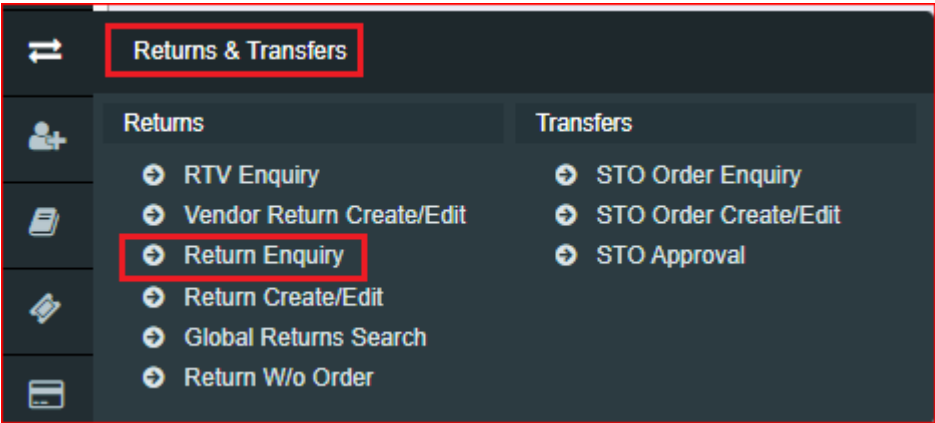 Returns & Transfers
Returns
RTV Enquiry
Vendor Return Create/Edit
Return Enquiry
Return Create/Edit
Global Returns Search
Return W/o Order
Transfers
STO Order Enquiry
STO Order Create/Edit
STO Approval